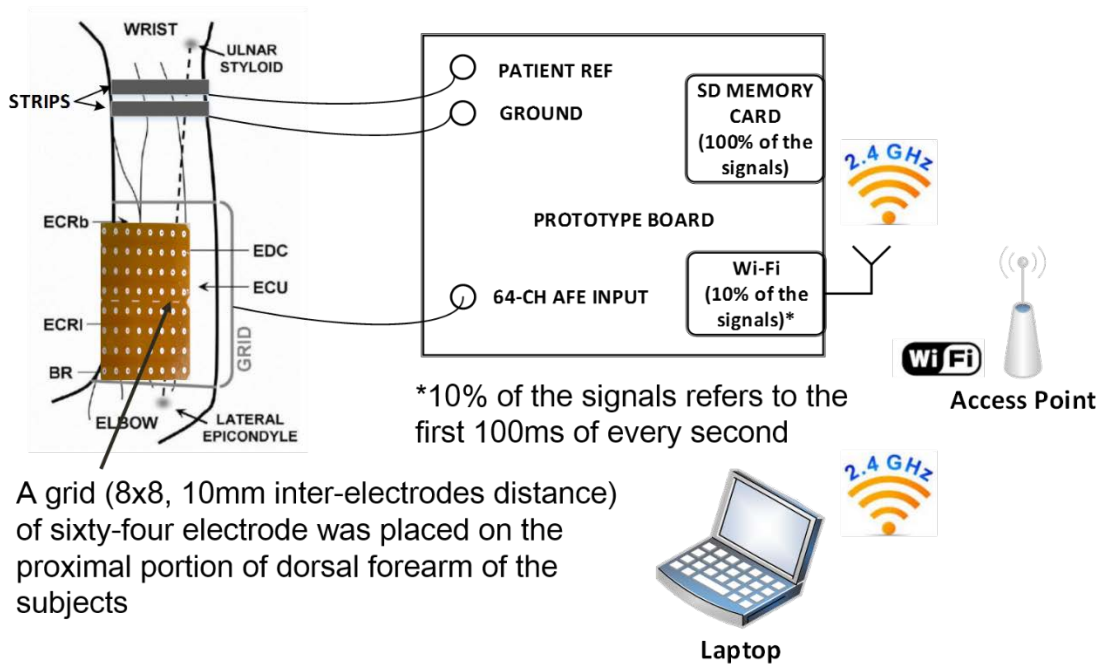 WRIST
ULNAR
STYLOID
STRIPS
ECRb
EDC
ECU
ECRl
GRID
BR
ELBOW
LATERAL
EPICONDYLE
PATIENT REF
GROUND
SD MEMORY
CARD
(100% of the
signals)
PROTOTYPE BOARD
64-CH AFE INPUT
Wi-Fi
(10% of the
signals)*
2.4 GHz
Wi Fi
Access Point
*10% of the signals refers to the
first 100ms of every second
A grid (8x8, 10mm inter-electrodes distance)
of sixty-four electrode was placed on the
proximal portion of dorsal forearm of the
subjects
2.4 GHz
Laptop